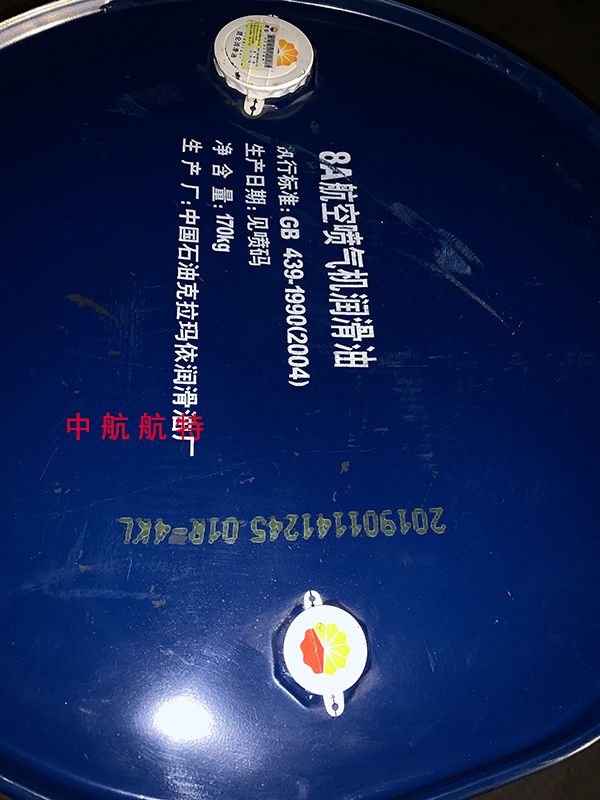 8A航空喷气机润滑油
执行标准：GB 439-1990(2004)
生产日期：见喷码
净含量：170kg
生产厂：中国石油克拉玛依润滑油厂
中航航特
201901141245 01R-4KL